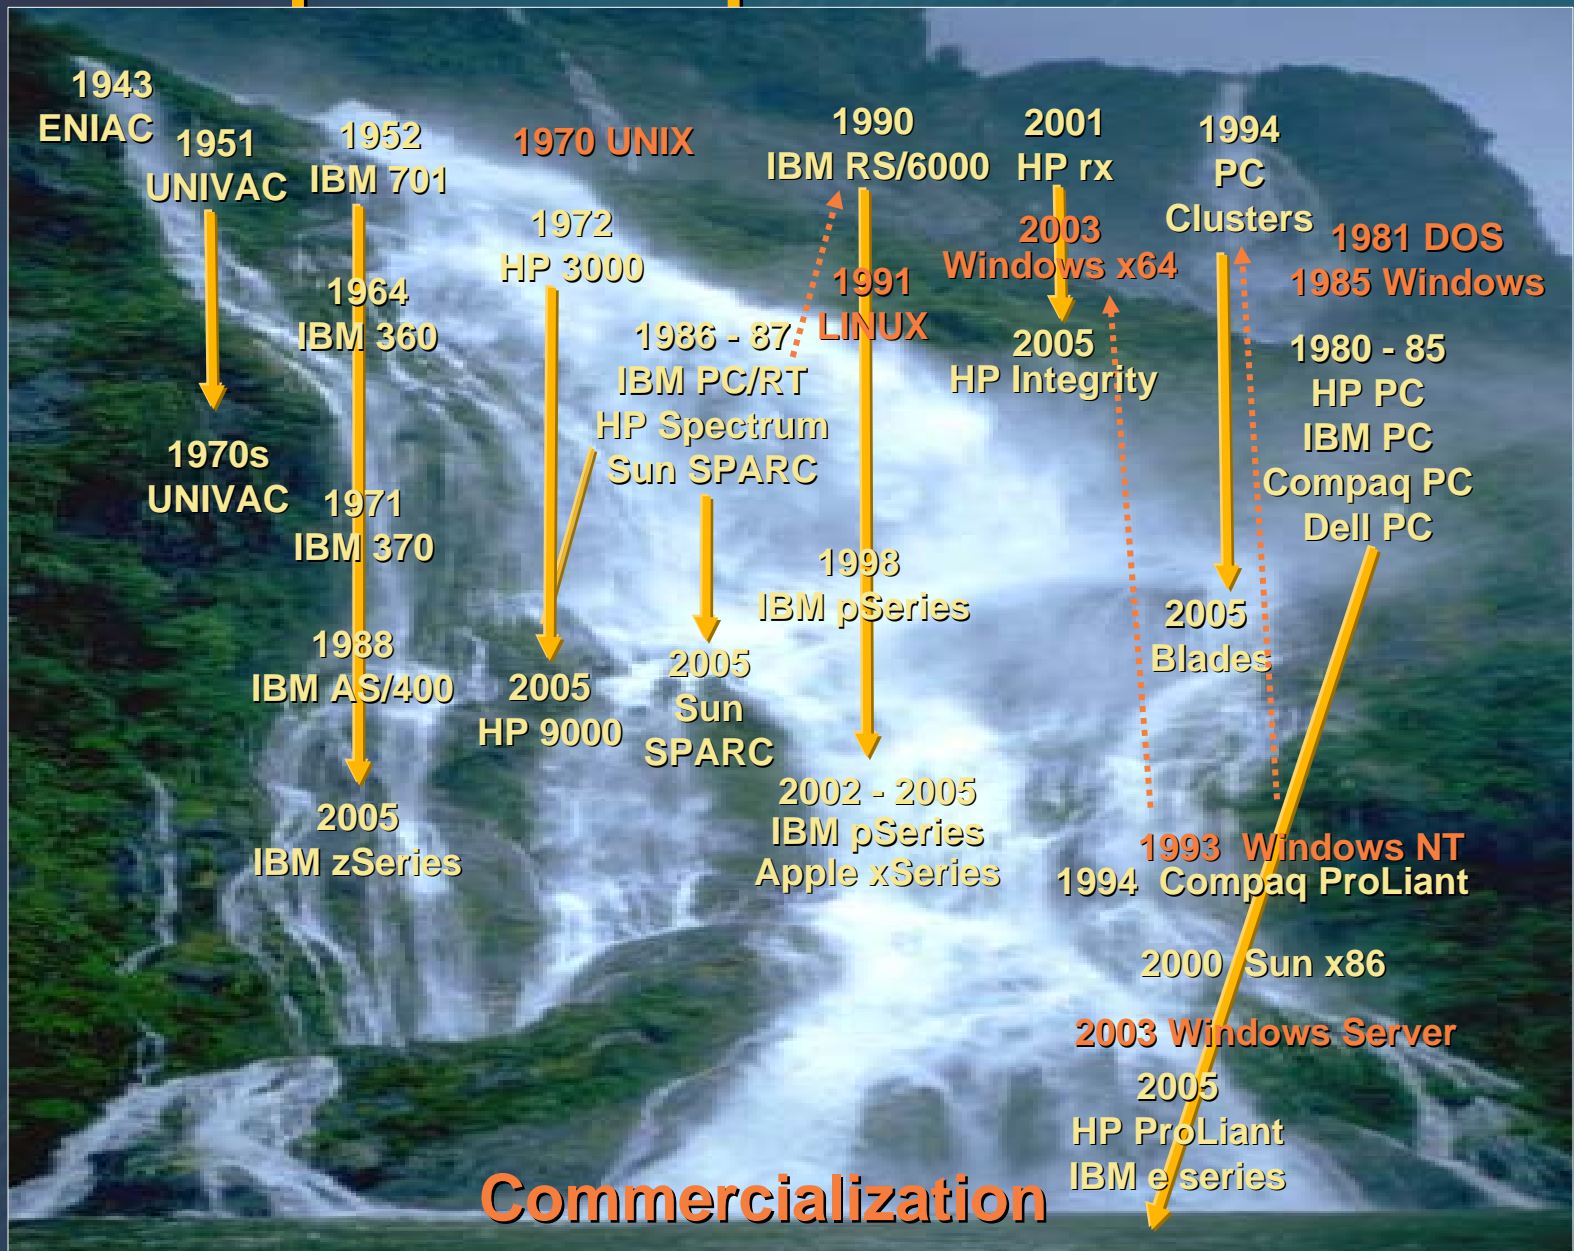 1943
ENIAC
1951
UNIVAC
1970s
UNIVAC
1952
IBM 701
1964
IBM 360
1971
IBM 370
1988
IBM AS/400
2005
IBM zSeries
1970 UNIX
1972
HP 3000
2005
HP 9000
1986 - 87
IBM PC/RT
HP Spectrum
Sun SPARC
2005
Sun
SPARC
1990
IBM RS/6000
1991
LINUX
1998
IBM pSeries
2002 - 2005
IBM pSeries
Apple xSeries
2001
HP rx
2003
Windows x64
2005
HP Integrity
1994
PC
Clusters
2005
Blades
1981 DOS
1985 Windows
1980 - 85
HP PC
IBM PC
Compaq PC
Dell PC
1993 Windows NT
1994 Compaq ProLiant
2000 Sun x86
2003 Windows Server
2005
HP ProLiant
IBM e series
Commercialization